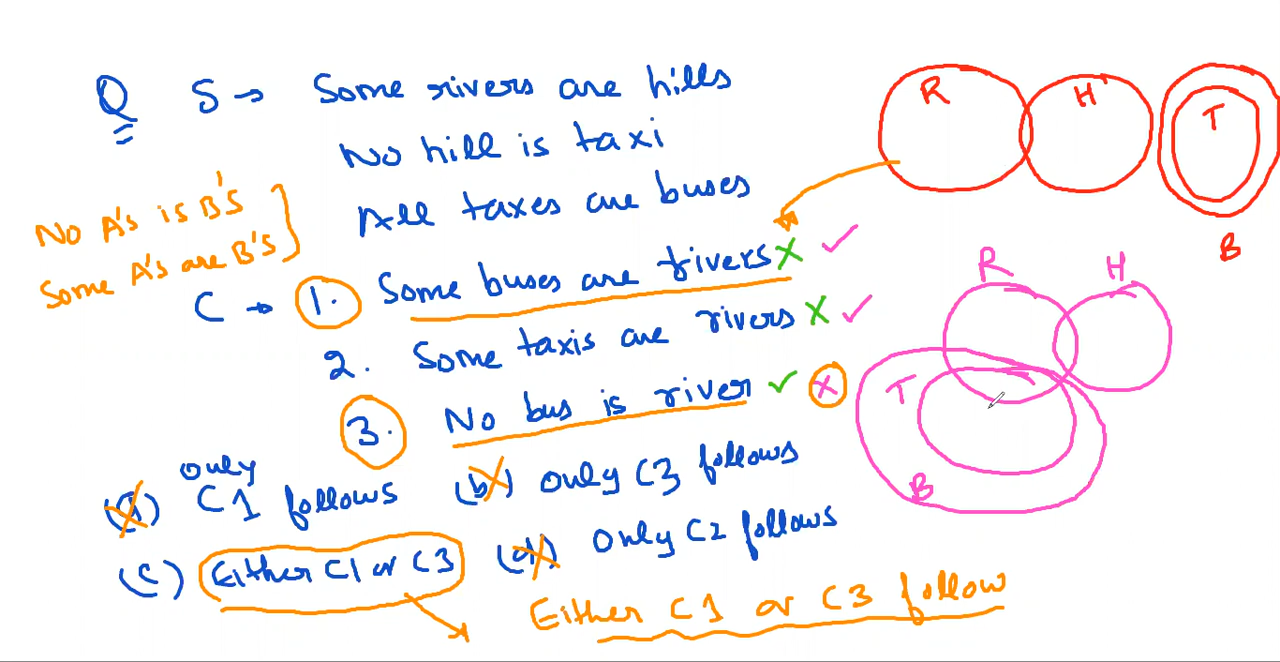 Q S → Some rivers are hills
No hill is taxi
All taxes are buses
No A's is B's
Some A's are B's
C → 1. Some buses are rivers X ✓
2. Some taxis are rivers X ✓
3. No bus is river ✓ X
(a) only C1 follows (b) only C3 follows
(c) Either C1 or C3 (d) only C2 follows
Either C1 or C3 follow
R H T
B
R H
T
B